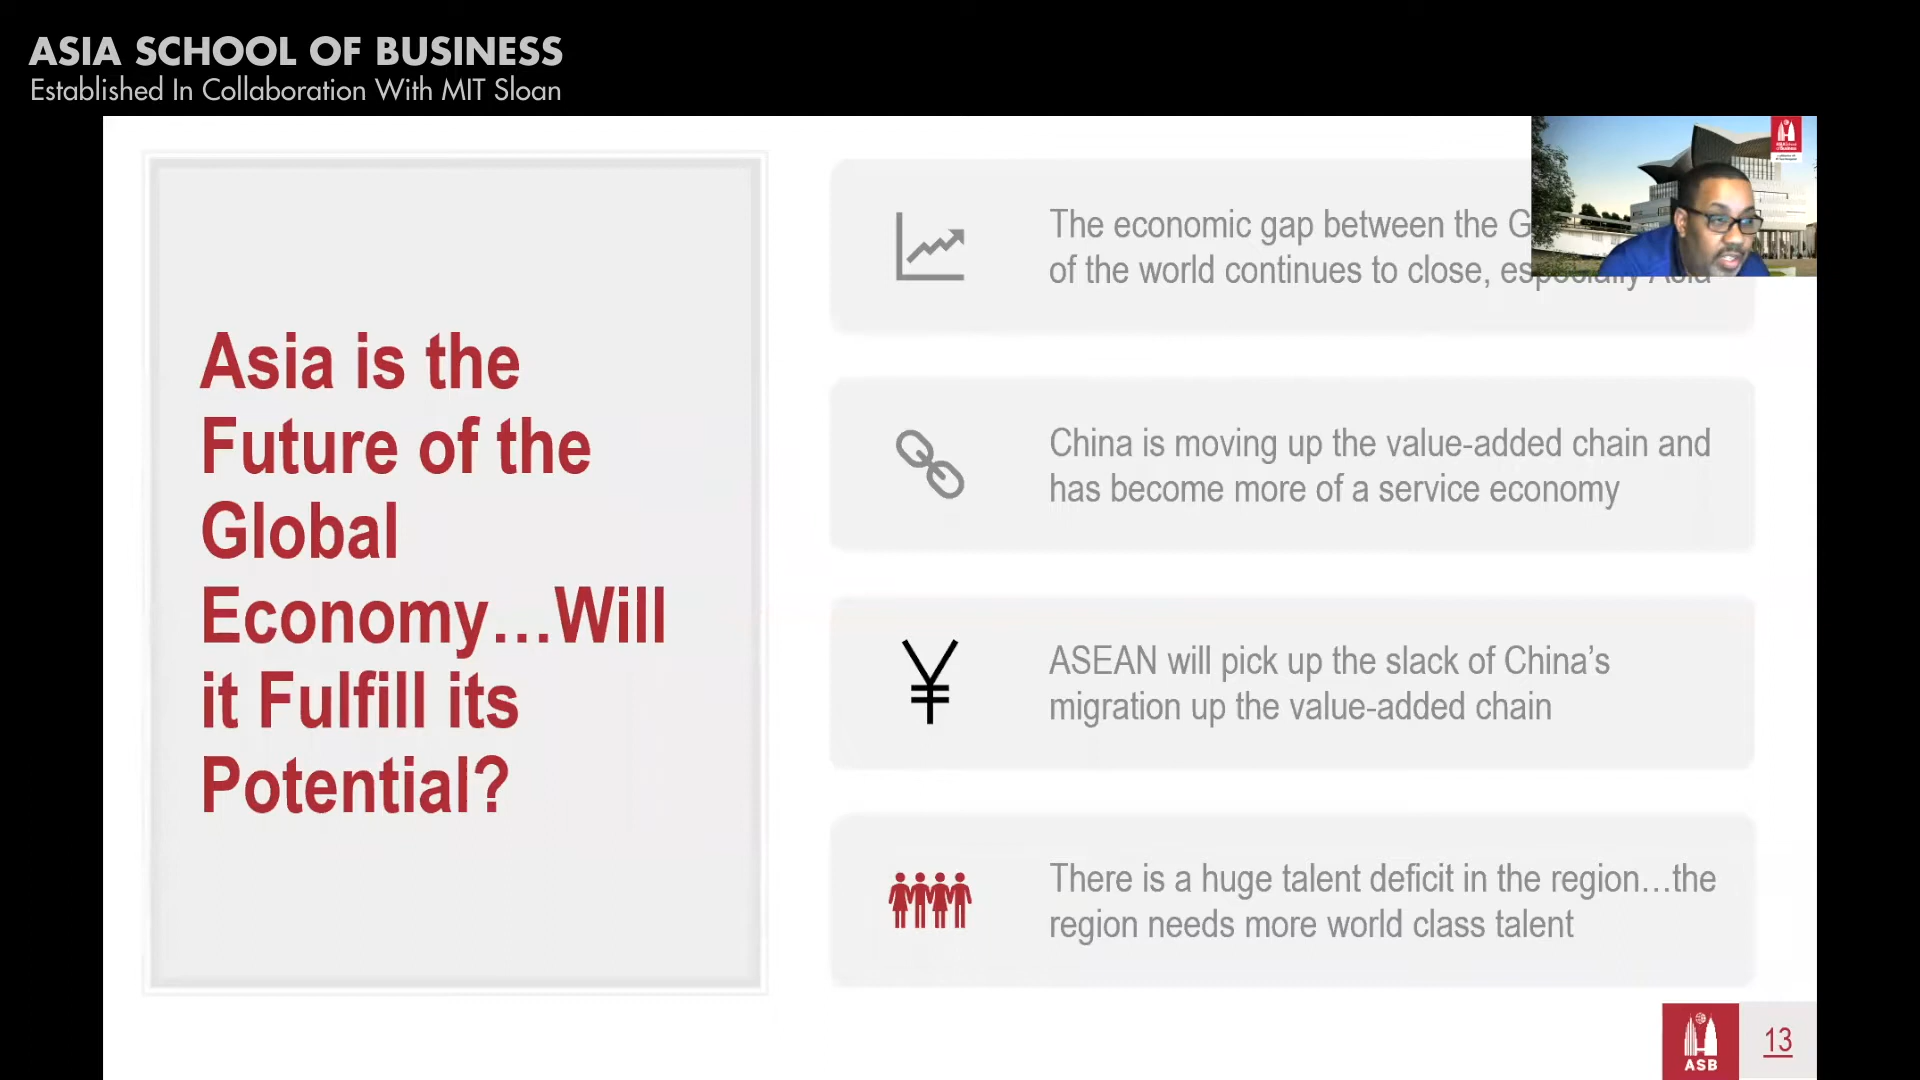 ASIA SCHOOL OF BUSINESS
Established In Collaboration With MIT Sloan
Asia is the
Future of the
Global
Economy…Will
it Fulfill its
Potential?
The economic gap between the
of the world continues to close, especially Asia
China is moving up the value-added chain and
has become more of a service economy
ASEAN will pick up the slack of China’s
migration up the value-added chain
There is a huge talent deficit in the region…the
region needs more world class talent
ASB
13